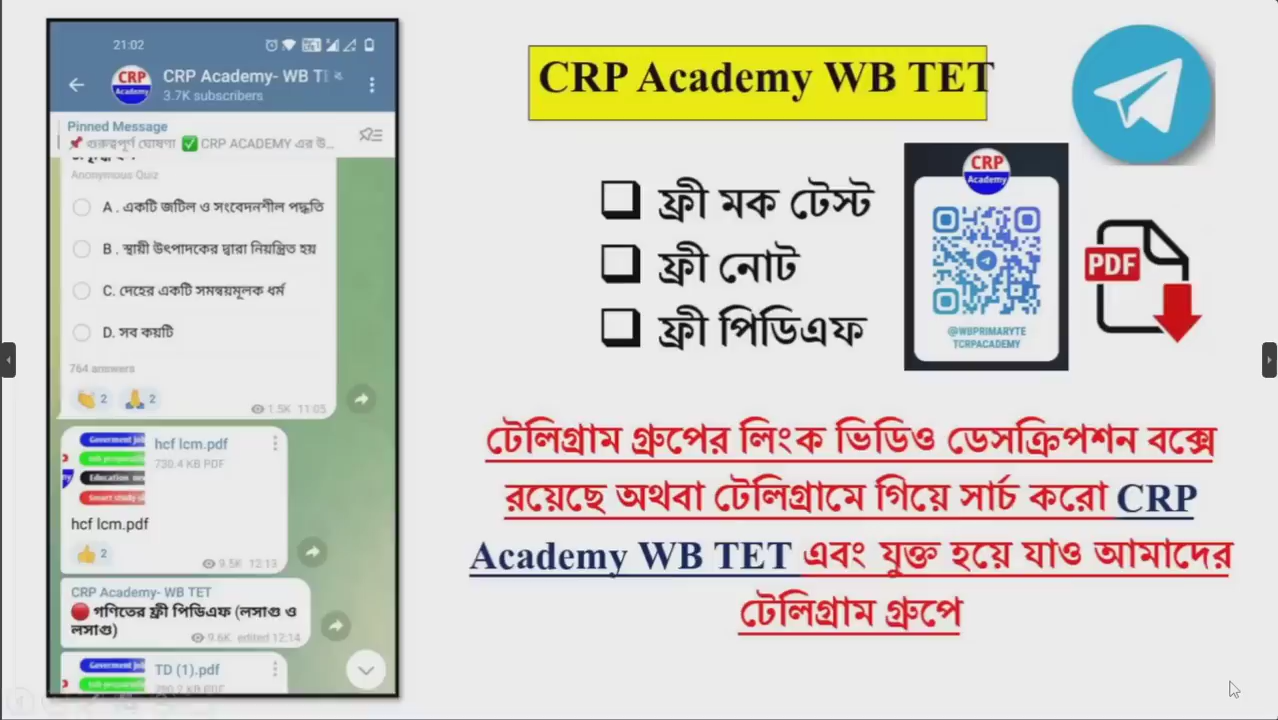 21:02
CRP Academy- WB T
3.7K subscribers
Pinned Message
📌 গুরুত্বপূর্ণ ঘোষণা ✅ CRP ACADEMY এর উ...
Anonymous Quiz
A . একটি জটিল ও সংবেদনশীল পদ্ধতি
B . স্থায়ী উৎপাদকের দ্বারা নিয়ন্ত্রিত হয়
C. দেহের একটি সমন্বয়মূলক ধর্ম
D. সব কয়টি
764 answers
👏 2 🙏 2
1.5K 11:05
hcf lcm.pdf
730.4 KB PDF
Education
Smart study
hcf lcm.pdf
👍 2
9.5K 12:13
CRP Academy- WB TET
🔴 গণিতের ফ্রী পিডিএফ (লসাগু ও
লসাগু)
9.6K edited 12:14
TD (1).pdf
CRP Academy WB TET
ফ্রী মক টেস্ট
ফ্রী নোট
ফ্রী পিডিএফ
CRP
Academy
@WBPRIMARYTE
TCRPACADEMY
PDF
টেলিগ্রাম গ্রুপের লিংক ভিডিও ডেসক্রিপশন বক্সে
রয়েছে অথবা টেলিগ্রামে গিয়ে সার্চ করো CRP
Academy WB TET এবং যুক্ত হয়ে যাও আমাদের
টেলিগ্রাম গ্রুপে